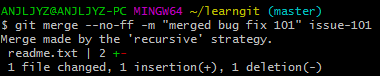 ANJLJYZ@ANJLJYZ-PC MINGW64 ~/learngit (master)
$ git merge --no-ff -m "merged bug fix 101" issue-101
Merge made by the 'recursive' strategy.
 readme.txt | 2 +-
 1 file changed, 1 insertion(+), 1 deletion(-)